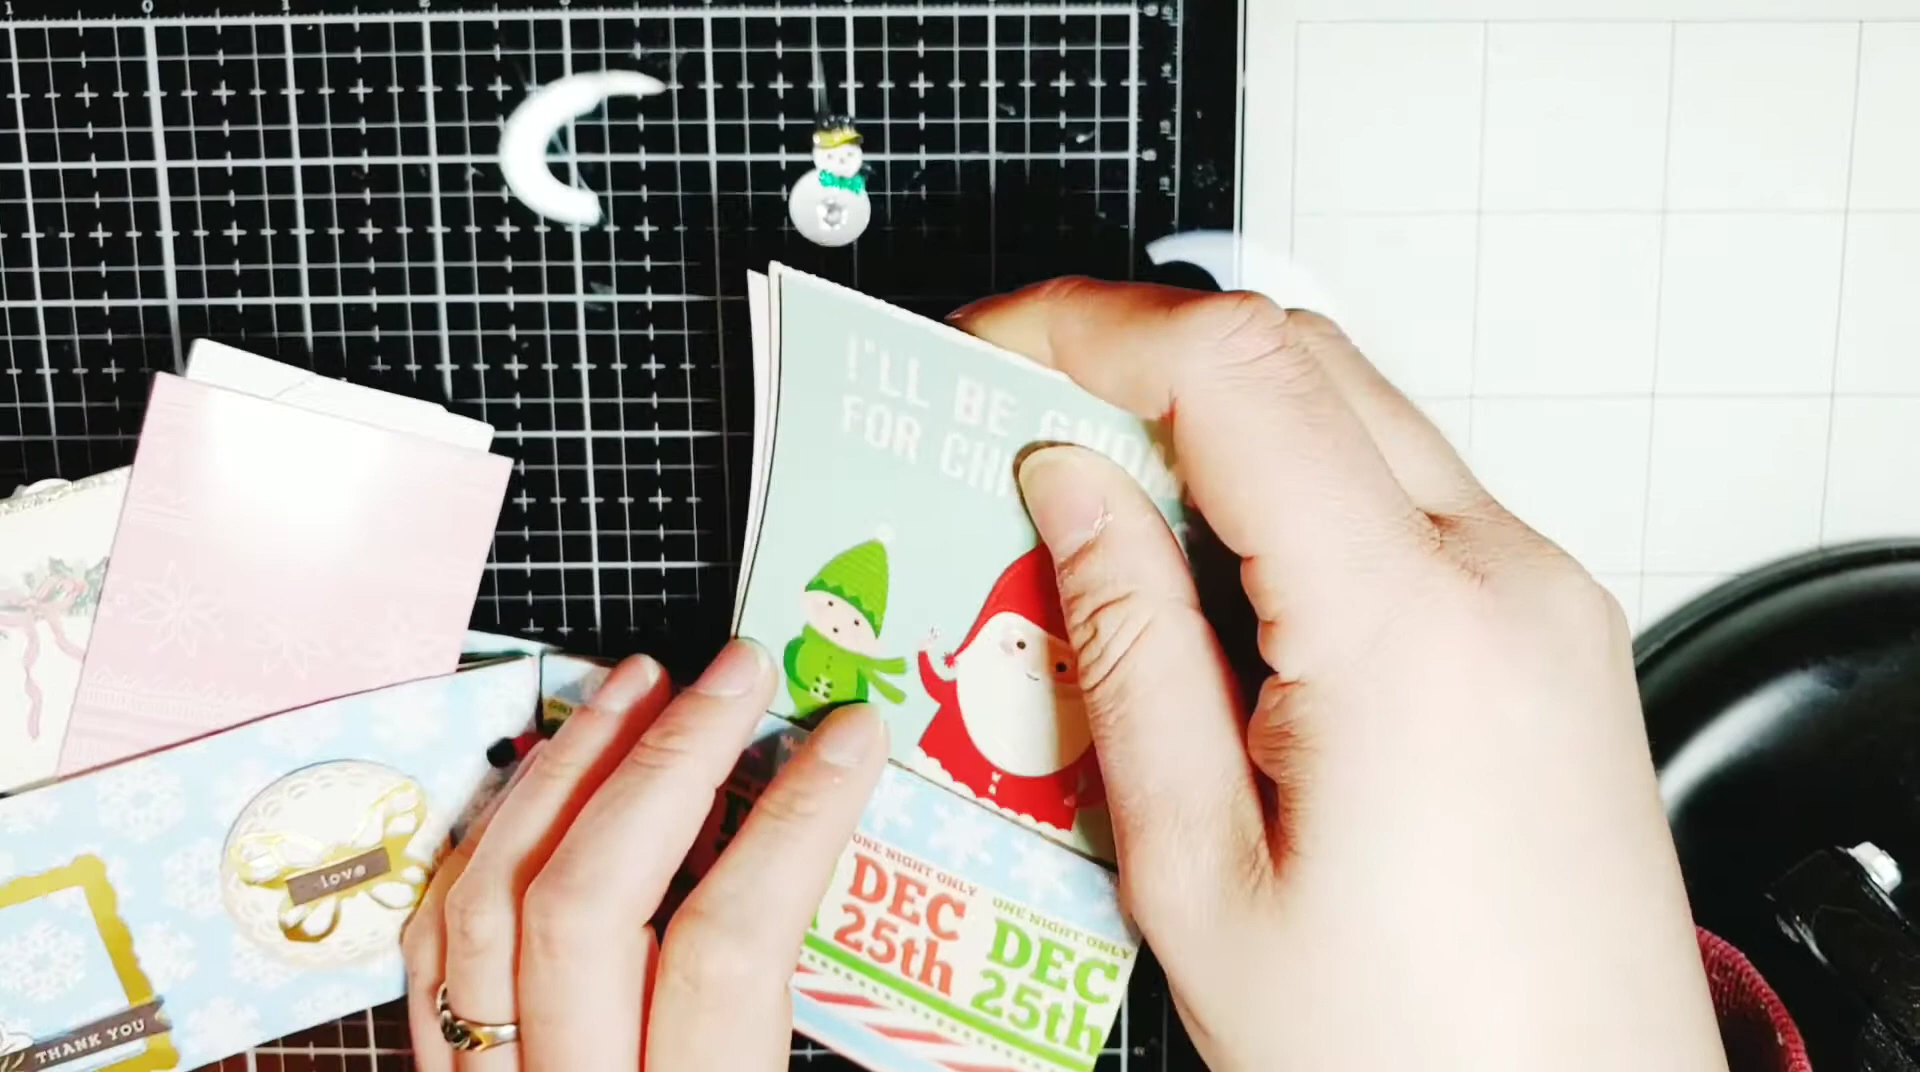 I'LL BE
FOR
love
THANK YOU
ONE NIGHT ONLY
DEC
25th
ONE NIGHT ONLY
DEC
25th